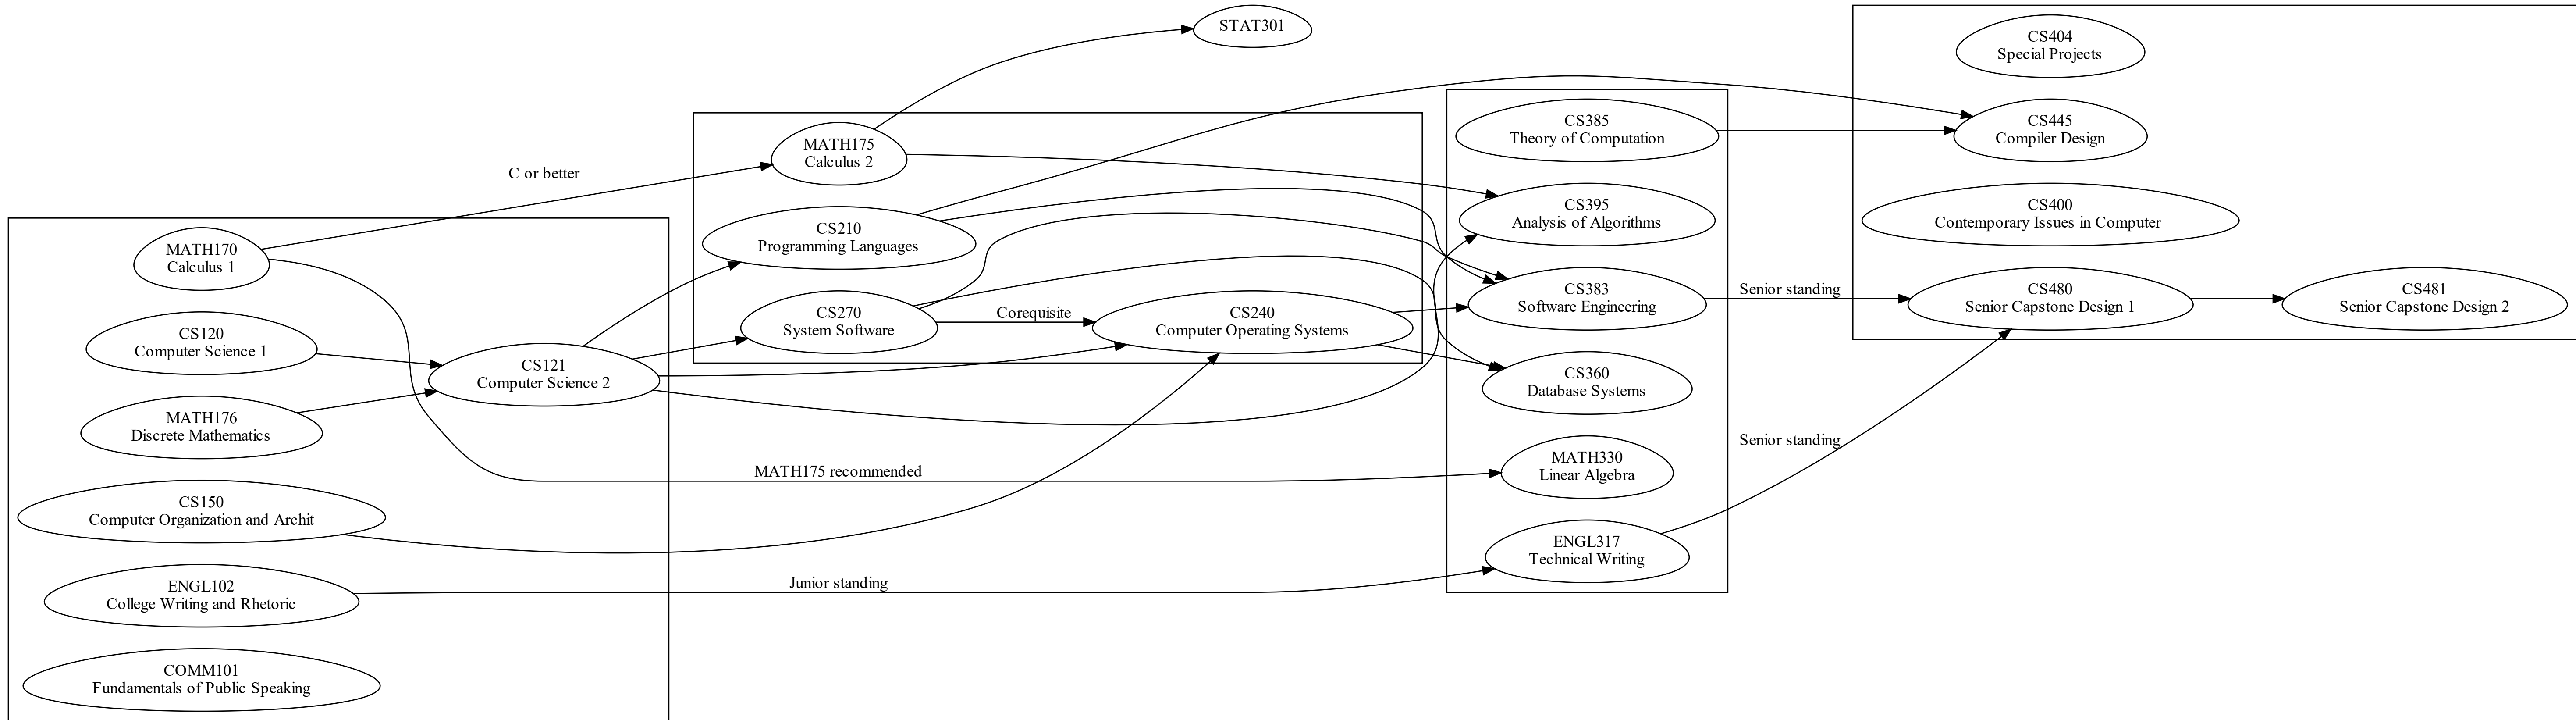 STAT301
CS404
Special Projects
CS385
Theory of Computation
CS445
Compiler Design
MATH175
Calculus 2
C or better
CS210
Programming Languages
CS395
Analysis of Algorithms
CS400
Contemporary Issues in Computer
MATH170
Calculus 1
CS120
Computer Science 1
CS270
System Software
Corequisite
CS240
Computer Operating Systems
CS383
Software Engineering
Senior standing
CS480
Senior Capstone Design 1
CS481
Senior Capstone Design 2
CS121
Computer Science 2
CS360
Database Systems
MATH176
Discrete Mathematics
Senior standing
MATH175 recommended
MATH330
Linear Algebra
CS150
Computer Organization and Archit
ENGL317
Technical Writing
ENGL102
College Writing and Rhetoric
Junior standing
COMM101
Fundamentals of Public Speaking